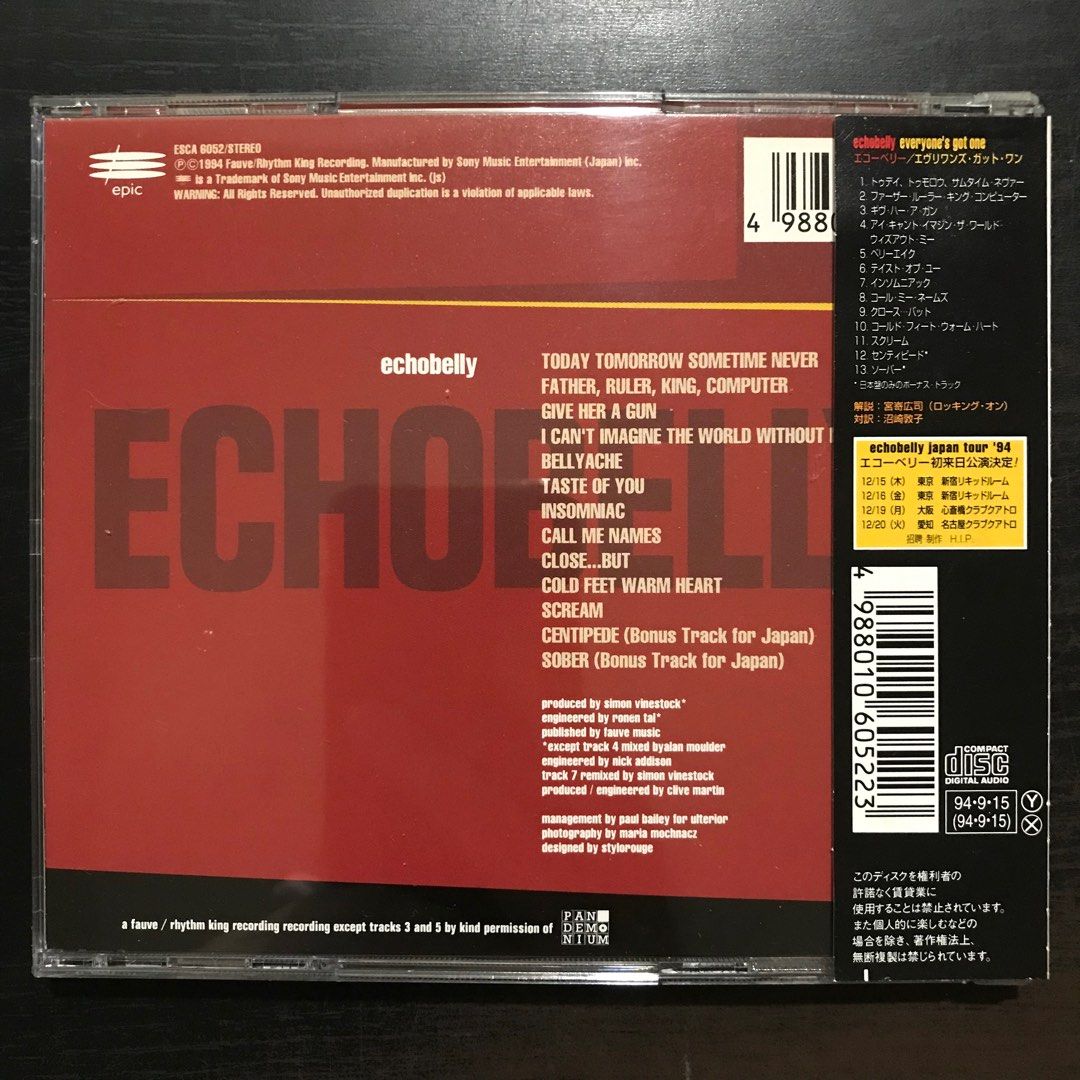 epic
ESCA 6052/STEREO
ⓅⒸ1994 Fauve/Rhythm King Recording. Manufactured by Sony Music Entertainment (Japan) Inc.
is a Trademark of Sony Music Entertainment Inc. (js)
WARNING: All Rights Reserved. Unauthorized duplication is a violation of applicable laws.
4 9880
echobelly
ECHOBELLY
TODAY TOMORROW SOMETIME NEVER
FATHER, RULER, KING, COMPUTER
GIVE HER A GUN
I CAN'T IMAGINE THE WORLD WITHOUT
BELLYACHE
TASTE OF YOU
INSOMNIAC
CALL ME NAMES
CLOSE...BUT
COLD FEET WARM HEART
SCREAM
CENTIPEDE (Bonus Track for Japan)
SOBER (Bonus Track for Japan)
produced by simon vinestock*
engineered by ronen tal*
published by fauve music
*except track 4 mixed byalan moulder
engineered by nick addison
track 7 remixed by simon vinestock
produced / engineered by clive martin
management by paul bailey for ulterior
photography by maria mochnacz
designed by stylorouge
a fauve / rhythm king recording recording except tracks 3 and 5 by kind permission of
PAN
DEMO
NIUM
echobelly everyone's got one
エコーベリー/エヴリワンズ・ガット・ワン
1. トゥデイ、トゥモロウ、サムタイム・ネヴァー
2. ファーザー・ルーラー・キング・コンピューター
3. ギヴ・ハー・ア・ガン
4. アイ・キャント・イマジン・ザ・ワールド・
ウィズアウト・ミー
5. ベリーエイク
6. テイスト・オブ・ユー
7. インソムニアック
8. コール・ミー・ネームズ
9. クロース…バット
10. コールド・フィート・ウォーム・ハート
11. スクリーム
12. センティピード*
13. ソーバー*
*日本盤のみのボーナス・トラック
解説:宮嵜広司(ロッキング・オン)
対訳:沼崎敦子
echobelly japan tour '94
エコーベリー初来日公演決定!
12/15(木) 東京 新宿リキッドルーム
12/16(金) 東京 新宿リキッドルーム
12/19(月) 大阪 心斎橋クラブクアトロ
12/20(火) 愛知 名古屋クラブクアトロ
招聘・制作 H.I.P.
4 988010 605223
COMPACT
disc
DIGITAL AUDIO
94・9・15
(94・9・15)
Ⓨ
Ⓧ
このディスクを権利者の
許諾なく賃貸業に
使用することは禁止されています。
また個人的に楽しむなどの
場合を除き、著作権法上、
無断複製は禁じられています。